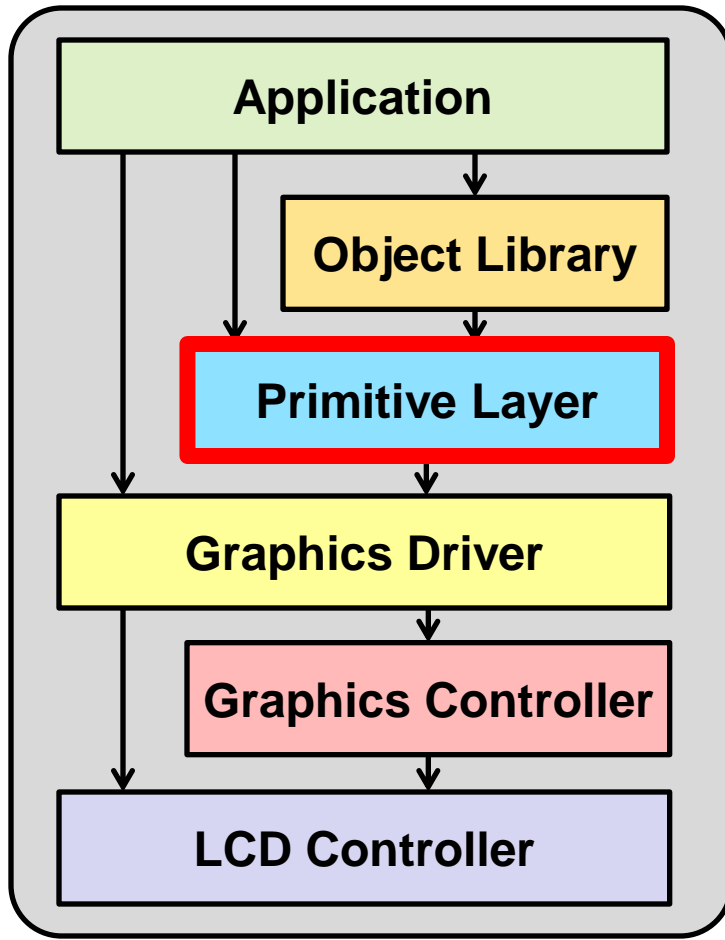 Application
Object Library
Primitive Layer
Graphics Driver
Graphics Controller
LCD Controller